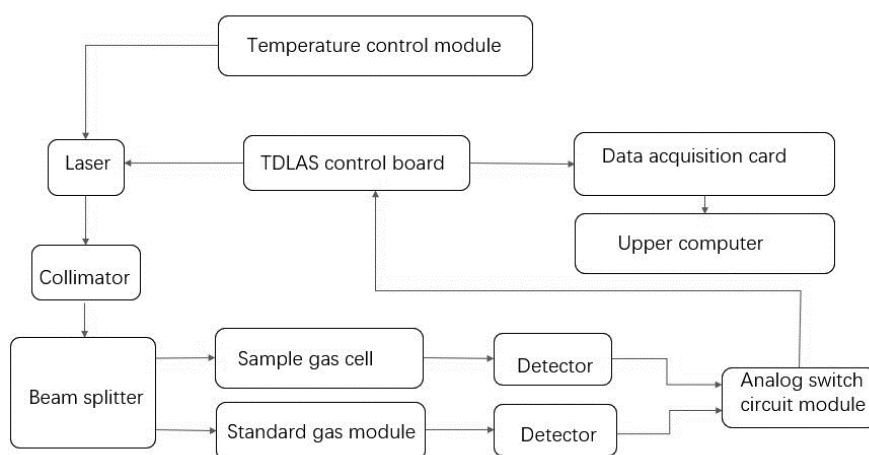 Temperature control module
Laser
TDLAS control board
Data acquisition card
Upper computer
Collimator
Beam splitter
Sample gas cell
Detector
Analog switch
circuit module
Standard gas module
Detector